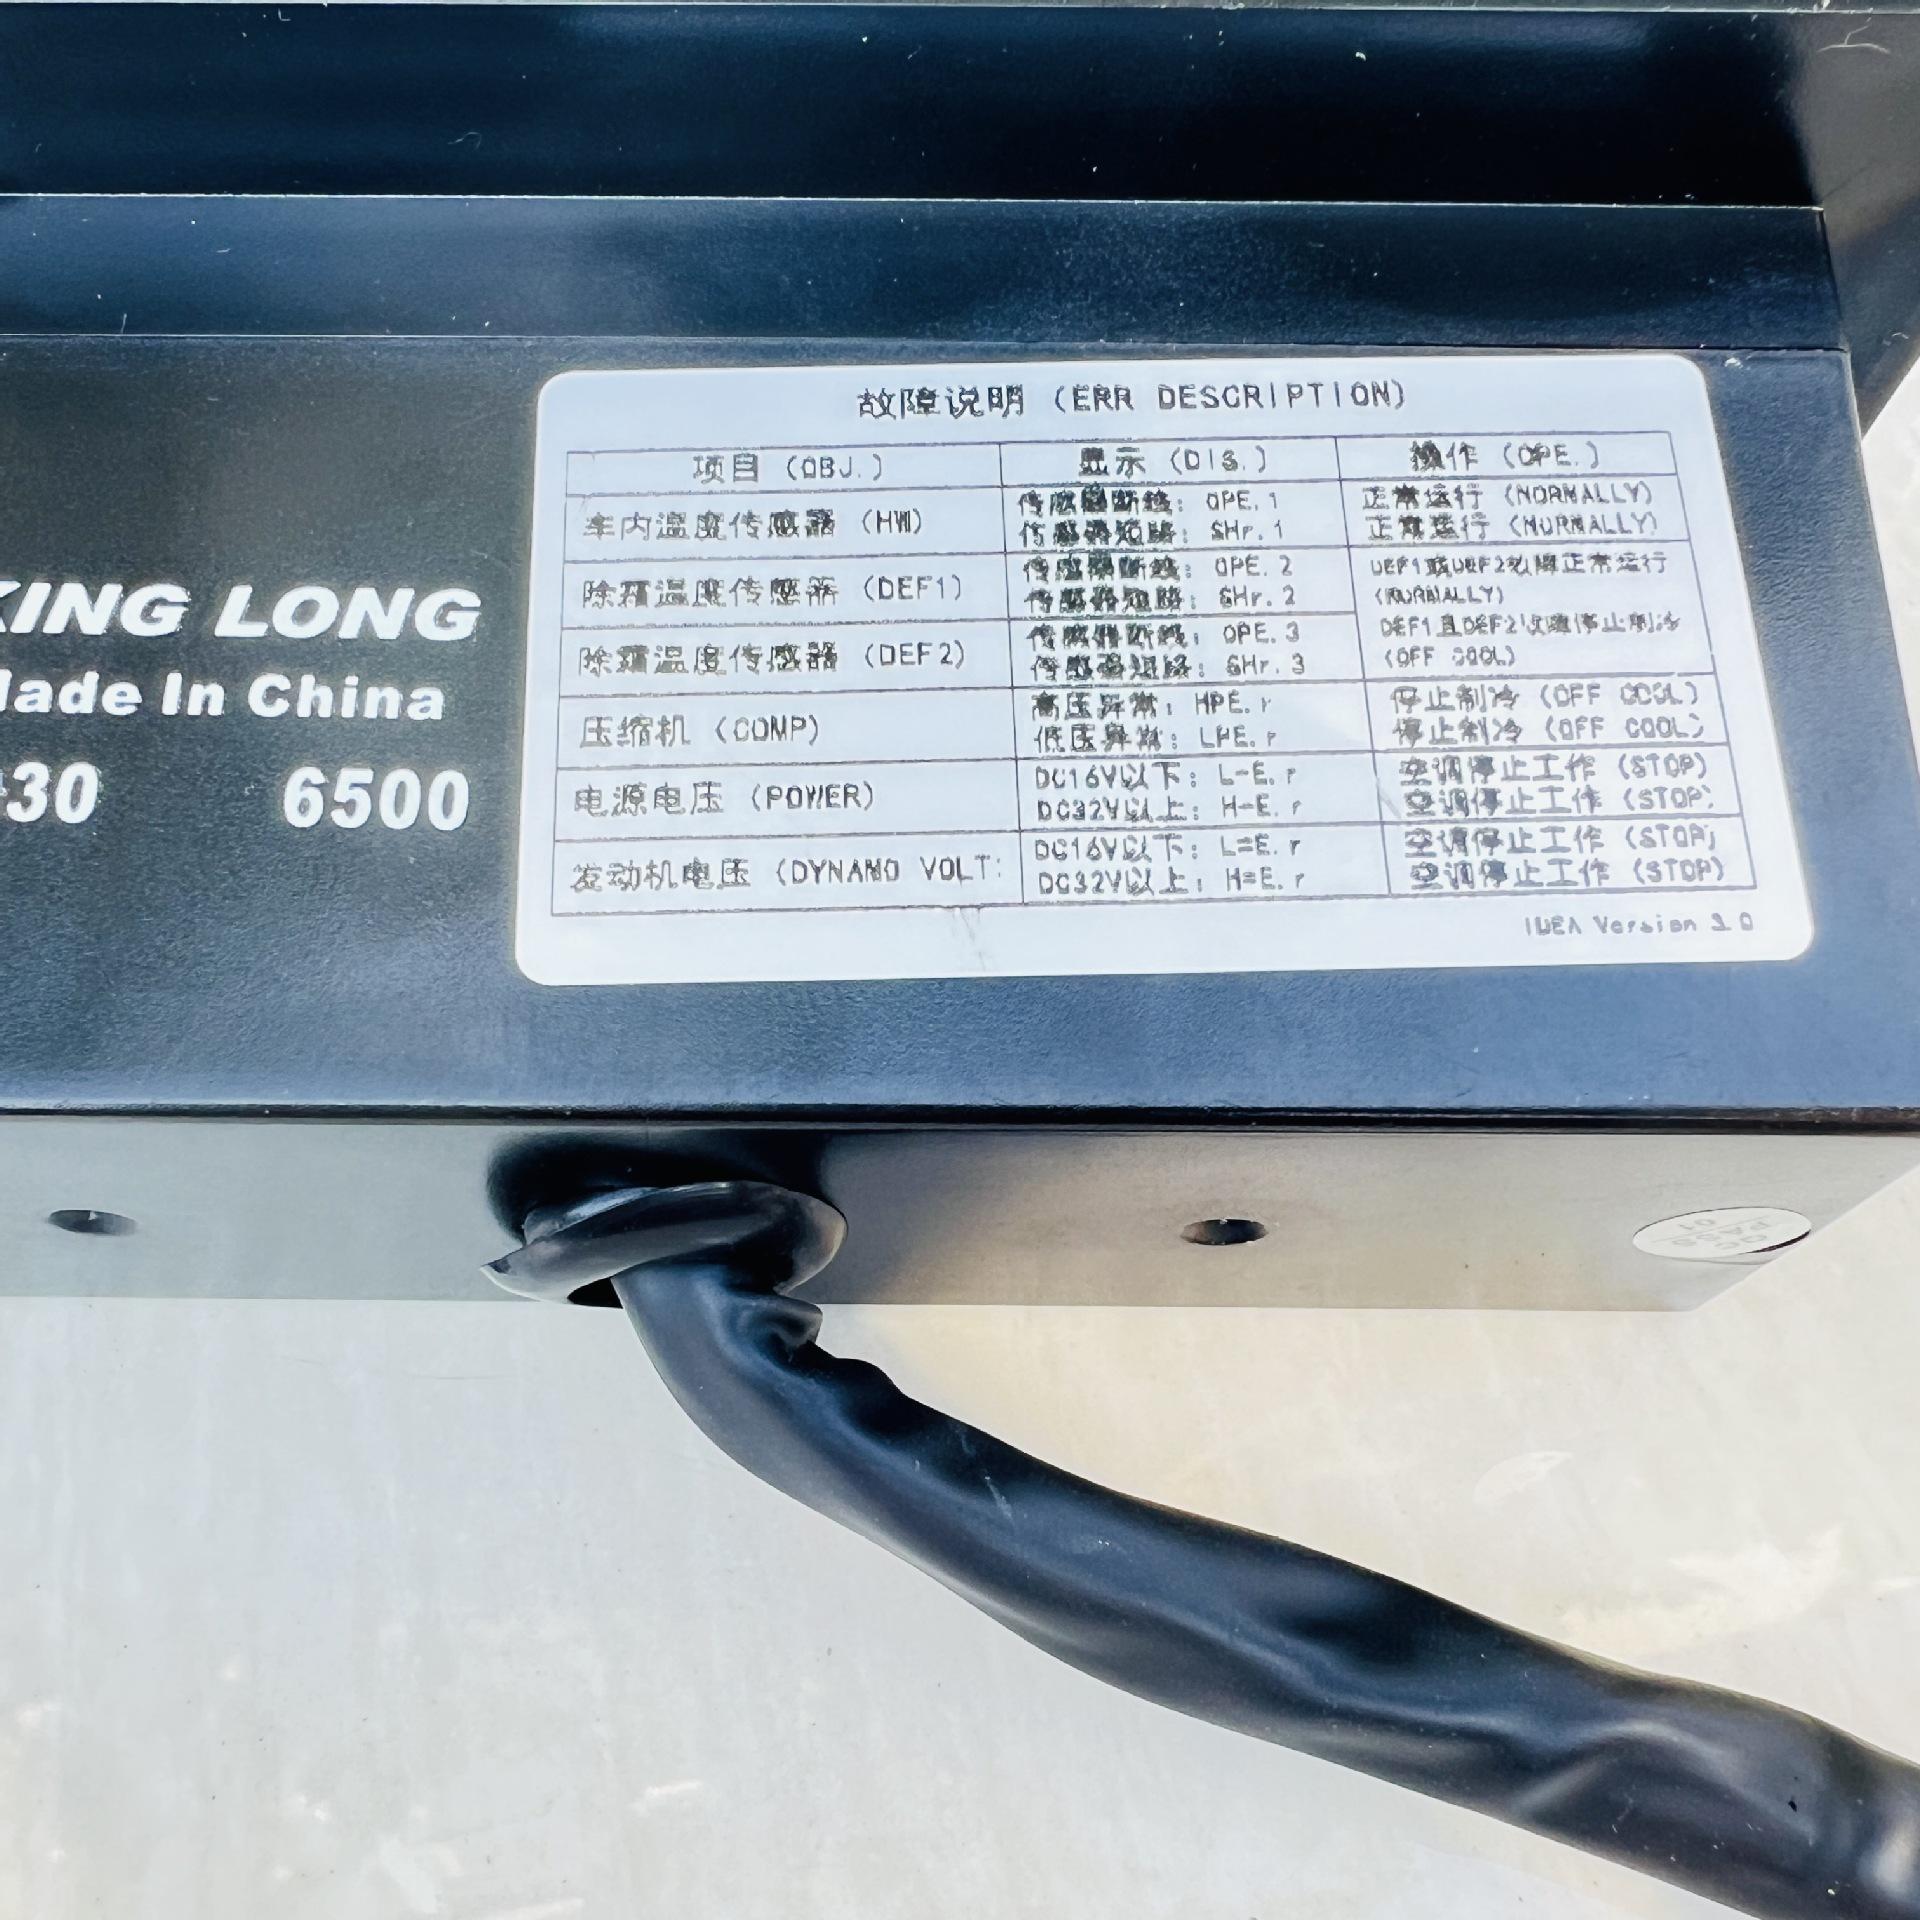 KING LONG
Made In China
30 6500
故障说明 (ERR DESCRIPTION)
项目 (OBJ.) 显示 (DIS.) 操作 (OPE.)
车内温度传感器 (HW) 传感器断线: OPE.1 正常运行 (NORMALLY)
传感器短路: SHr.1 正常运行 (NORMALLY)
除霜温度传感器 (DEF1) 传感器断线: OPE.2 DEF1或DEF2故障正常运行
传感器短路: SHr.2 (NORMALLY)
除霜温度传感器 (DEF2) 传感器断线: OPE.3 DEF1且DEF2故障停止制冷
传感器短路: SHr.3 (OFF COOL)
压缩机 (COMP) 高压异常: HPE.r 停止制冷 (OFF COOL)
低压异常: LPE.r 停止制冷 (OFF COOL)
电源电压 (POWER) DC16V以下: L-E.r 空调停止工作 (STOP)
DC32V以上: H-E.r 空调停止工作 (STOP)
发动机电压 (DYNAMO VOLT: DC16V以下: L=E.r 空调停止工作 (STOP)
DC32V以上: H=E.r 空调停止工作 (STOP)
Version
QC
PASS
01